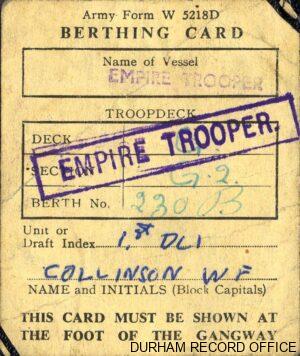 Army Form W 5218D
BERTHING CARD
Name of Vessel
EMPIRE TROOPER
TROOPDECK
DECK
EMPIRE TROOPER.
SECTION G.2.
BERTH No. 230 B
Unit or
Draft Index 1.st DLI
COLLINSON W F
NAME and INITIALS (Block Capitals)
THIS CARD MUST BE SHOWN AT
THE FOOT OF THE GANGWAY
DURHAM RECORD OFFICE